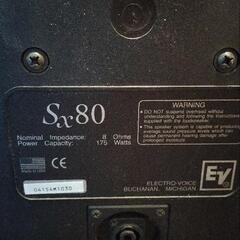 Sx80
WARNING
• DO NOT suspend overhead without
understanding and following the instructions
supplied with the loudspeaker.
• This speaker system is capable of producing
average sound pressure levels which can
cause permanent hearing damage after
prolonged exposure.
Nominal Impedance: 8 Ohms
Power Capacity: 175 Watts
CE
ELECTRO-VOICE
BUCHANAN, MICHIGAN
EV